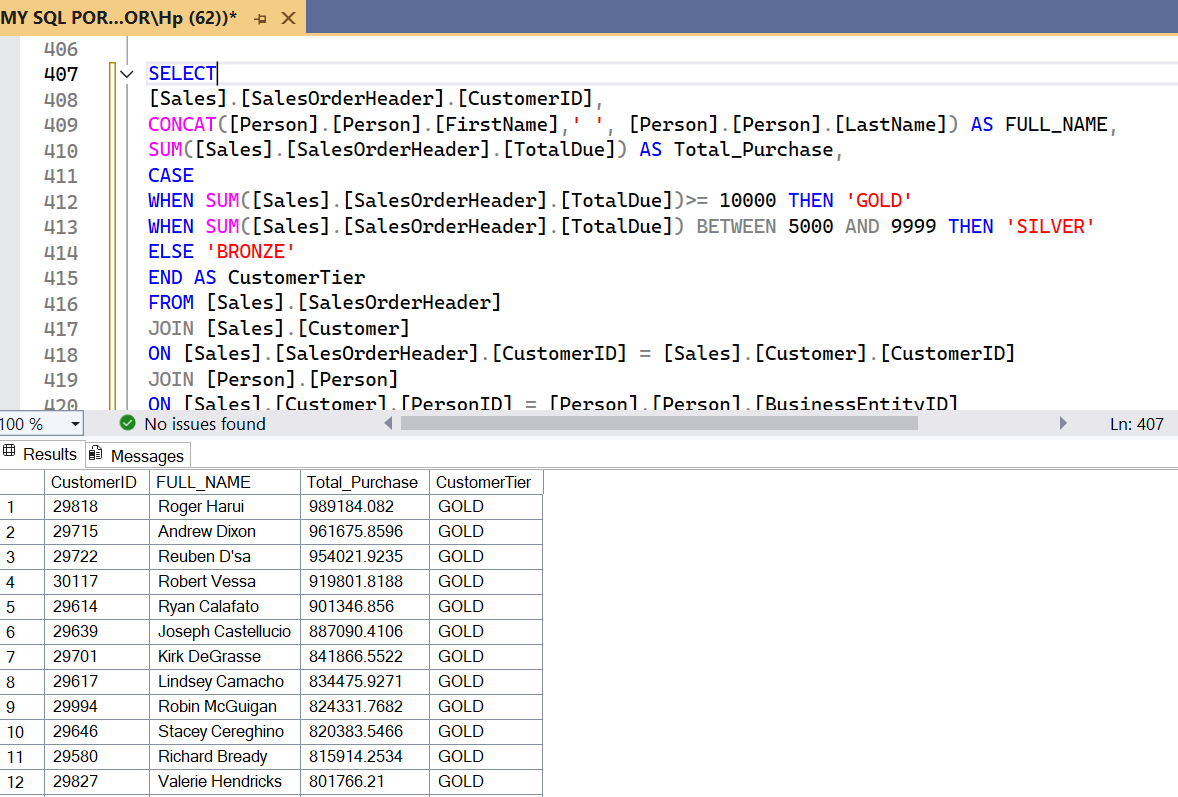 MY SQL POR...OR\Hp (62))*
406
407 SELECT
408 [Sales].[SalesOrderHeader].[CustomerID],
409 CONCAT([Person].[Person].[FirstName],' ', [Person].[Person].[LastName]) AS FULL_NAME,
410 SUM([Sales].[SalesOrderHeader].[TotalDue]) AS Total_Purchase,
411 CASE
412 WHEN SUM([Sales].[SalesOrderHeader].[TotalDue])>= 10000 THEN 'GOLD'
413 WHEN SUM([Sales].[SalesOrderHeader].[TotalDue]) BETWEEN 5000 AND 9999 THEN 'SILVER'
414 ELSE 'BRONZE'
415 END AS CustomerTier
416 FROM [Sales].[SalesOrderHeader]
417 JOIN [Sales].[Customer]
418 ON [Sales].[SalesOrderHeader].[CustomerID] = [Sales].[Customer].[CustomerID]
419 JOIN [Person].[Person]
420 ON [Sales].[Customer].[PersonID] = [Person].[Person].[BusinessEntityID]
100 % No issues found Ln: 407
Results Messages
CustomerID FULL_NAME Total_Purchase CustomerTier
1 29818 Roger Harui 989184.082 GOLD
2 29715 Andrew Dixon 961675.8596 GOLD
3 29722 Reuben D'sa 954021.9235 GOLD
4 30117 Robert Vessa 919801.8188 GOLD
5 29614 Ryan Calafato 901346.856 GOLD
6 29639 Joseph Castellucio 887090.4106 GOLD
7 29701 Kirk DeGrasse 841866.5522 GOLD
8 29617 Lindsey Camacho 834475.9271 GOLD
9 29994 Robin McGuigan 824331.7682 GOLD
10 29646 Stacey Cereghino 820383.5466 GOLD
11 29580 Richard Bready 815914.2534 GOLD
12 29827 Valerie Hendricks 801766.21 GOLD